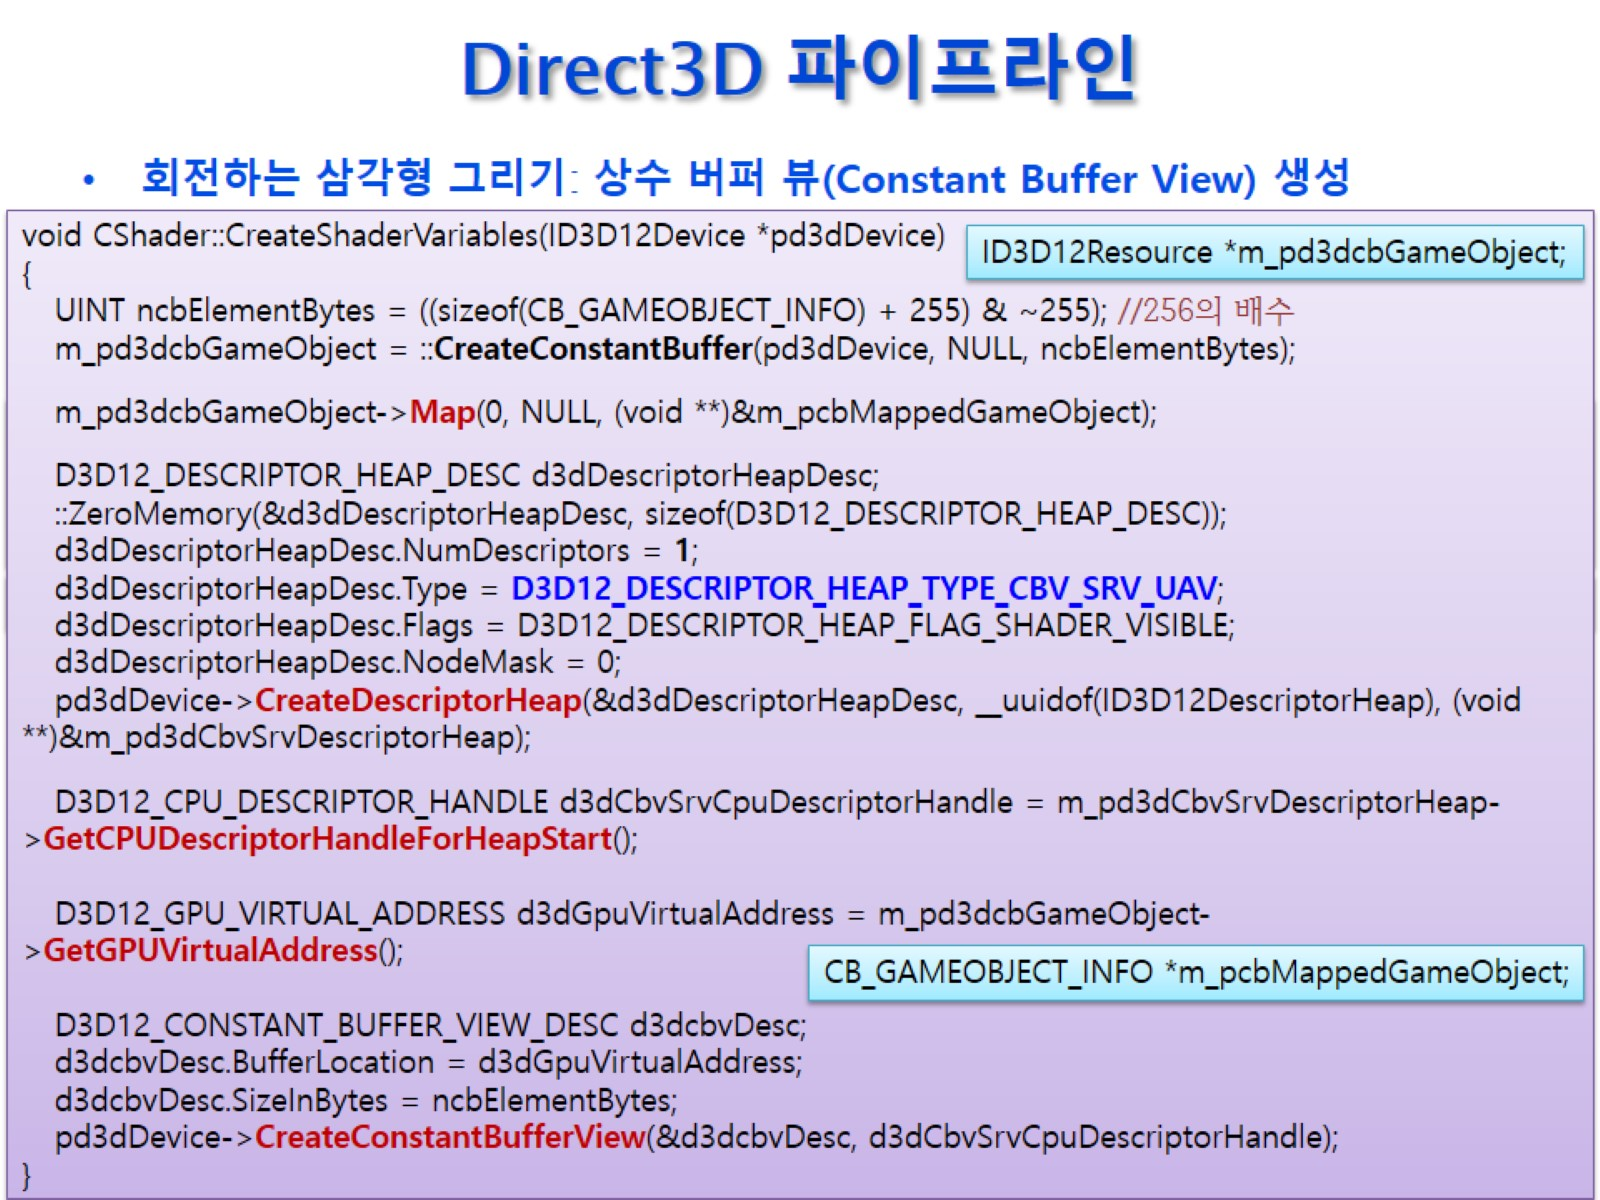 Direct3D 파이프라인
• 회전하는 삼각형 그리기: 상수 버퍼 뷰(Constant Buffer View) 생성
void CShader::CreateShaderVariables(ID3D12Device *pd3dDevice)
ID3D12Resource *m_pd3dcbGameObject;
{
UINT ncbElementBytes = ((sizeof(CB_GAMEOBJECT_INFO) + 255) & ~255); //256의 배수
m_pd3dcbGameObject = ::CreateConstantBuffer(pd3dDevice, NULL, ncbElementBytes);
m_pd3dcbGameObject->Map(0, NULL, (void **)&m_pcbMappedGameObject);
D3D12_DESCRIPTOR_HEAP_DESC d3dDescriptorHeapDesc;
::ZeroMemory(&d3dDescriptorHeapDesc, sizeof(D3D12_DESCRIPTOR_HEAP_DESC));
d3dDescriptorHeapDesc.NumDescriptors = 1;
d3dDescriptorHeapDesc.Type = D3D12_DESCRIPTOR_HEAP_TYPE_CBV_SRV_UAV;
d3dDescriptorHeapDesc.Flags = D3D12_DESCRIPTOR_HEAP_FLAG_SHADER_VISIBLE;
d3dDescriptorHeapDesc.NodeMask = 0;
pd3dDevice->CreateDescriptorHeap(&d3dDescriptorHeapDesc, __uuidof(ID3D12DescriptorHeap), (void
**)&m_pd3dCbvSrvDescriptorHeap);
D3D12_CPU_DESCRIPTOR_HANDLE d3dCbvSrvCpuDescriptorHandle = m_pd3dCbvSrvDescriptorHeap-
>GetCPUDescriptorHandleForHeapStart();
D3D12_GPU_VIRTUAL_ADDRESS d3dGpuVirtualAddress = m_pd3dcbGameObject-
>GetGPUVirtualAddress();
CB_GAMEOBJECT_INFO *m_pcbMappedGameObject;
D3D12_CONSTANT_BUFFER_VIEW_DESC d3dcbvDesc;
d3dcbvDesc.BufferLocation = d3dGpuVirtualAddress;
d3dcbvDesc.SizeInBytes = ncbElementBytes;
pd3dDevice->CreateConstantBufferView(&d3dcbvDesc, d3dCbvSrvCpuDescriptorHandle);
}